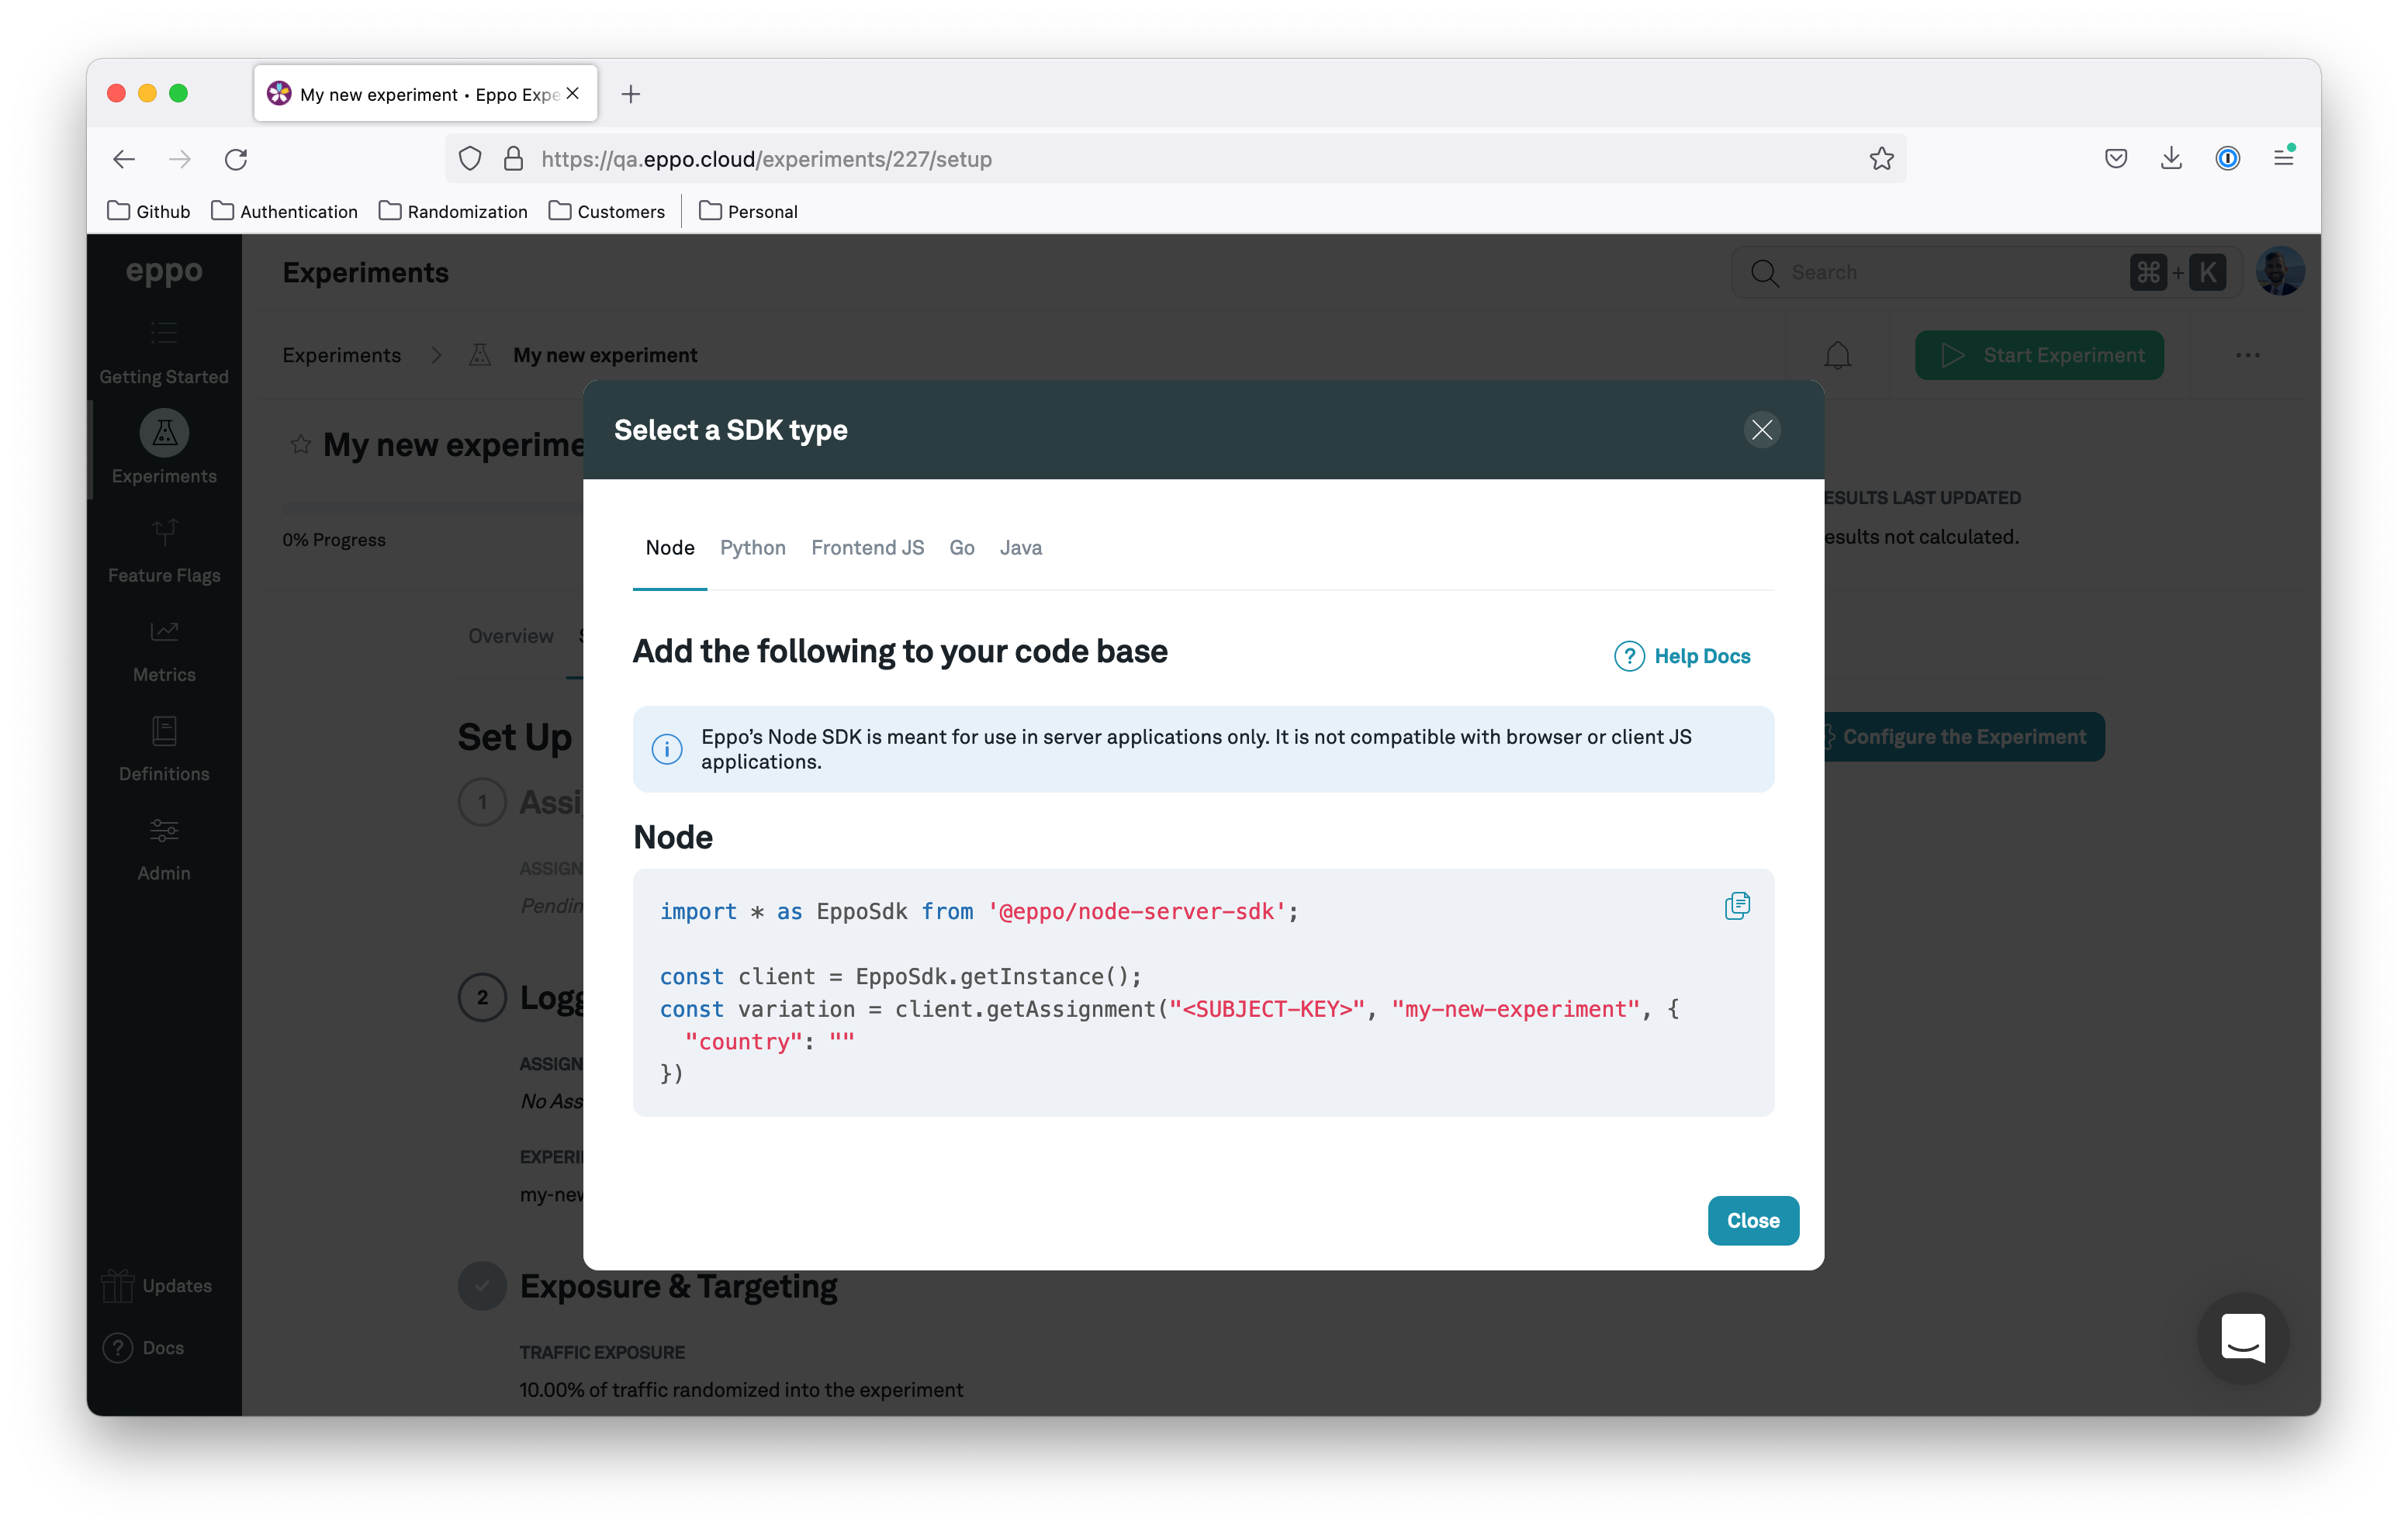 My new experiment • Eppo Expe
https://qa.eppo.cloud/experiments/227/setup
Github
Authentication
Randomization
Customers
Personal
eppo
Experiments
Search
⌘ + K
Getting Started
Experiments
My new experiment
Start Experiment
Select a SDK type
My new experime
Experiments
ESULTS LAST UPDATED
0% Progress
esults not calculated.
Node
Python
Frontend JS
Go
Java
Feature Flags
Overview
Add the following to your code base
Help Docs
Metrics
Set Up
Configure the Experiment
Eppo's Node SDK is meant for use in server applications only. It is not compatible with browser or client JS
applications.
Definitions
1
Assi
Node
Admin
ASSIGN
Pendin
import * as EppoSdk from '@eppo/node-server-sdk';
const client = EppoSdk.getInstance();
const variation = client.getAssignment("<SUBJECT-KEY>", "my-new-experiment", {
"country": ""
})
2
Logg
ASSIGN
No Ass
EXPERI
my-new
Close
Updates
Exposure & Targeting
Docs
TRAFFIC EXPOSURE
10.00% of traffic randomized into the experiment